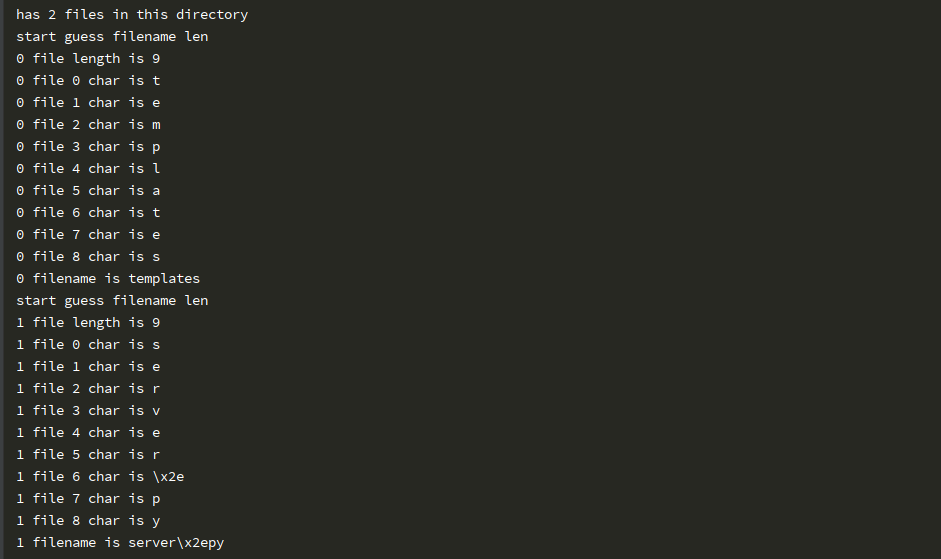 has 2 files in this directory
start guess filename len
0 file length is 9
0 file 0 char is t
0 file 1 char is e
0 file 2 char is m
0 file 3 char is p
0 file 4 char is l
0 file 5 char is a
0 file 6 char is t
0 file 7 char is e
0 file 8 char is s
0 filename is templates
start guess filename len
1 file length is 9
1 file 0 char is s
1 file 1 char is e
1 file 2 char is r
1 file 3 char is v
1 file 4 char is e
1 file 5 char is r
1 file 6 char is \x2e
1 file 7 char is p
1 file 8 char is y
1 filename is server\x2epy